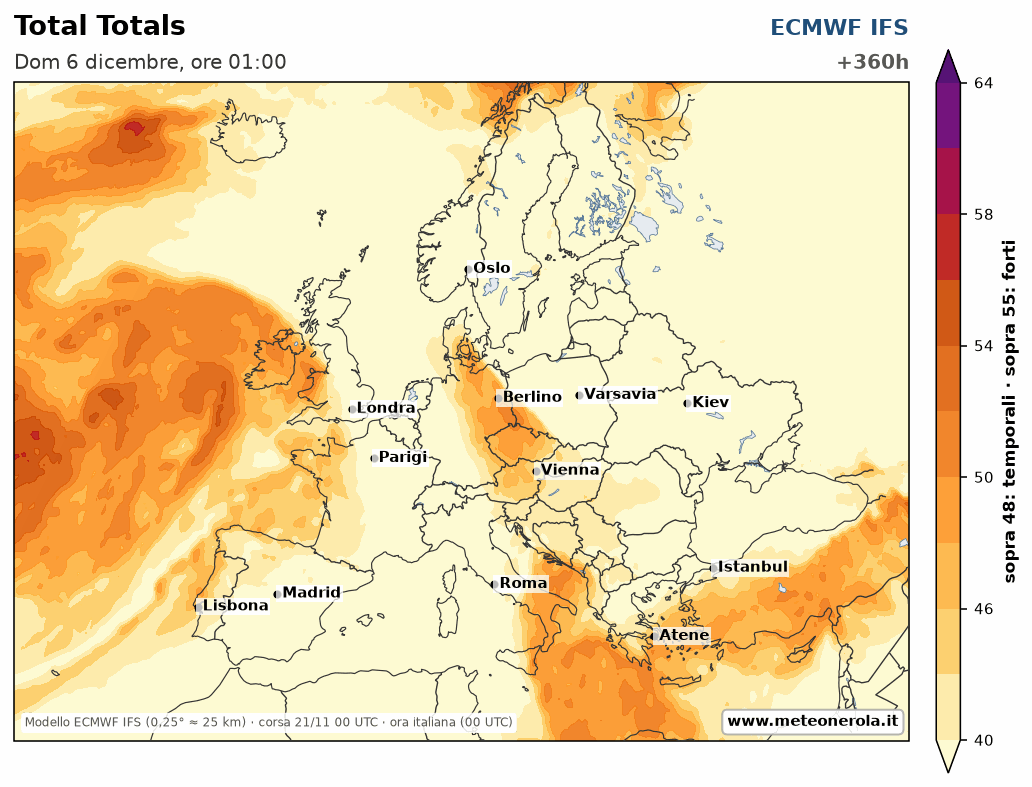 Total Totals
ECMWF IFS
Dom 6 dicembre, ore 01:00
+360h
64
58
54
50
46
40
sopra 48: temporali · sopra 55: forti
Oslo
Berlino
Varsavia
Kiev
Londra
Parigi
Vienna
Istanbul
Roma
Madrid
Lisbona
Atene
Modello ECMWF IFS (0,25° ≈ 25 km) · corsa 21/11 00 UTC · ora italiana (00 UTC)
www.meteonerola.it